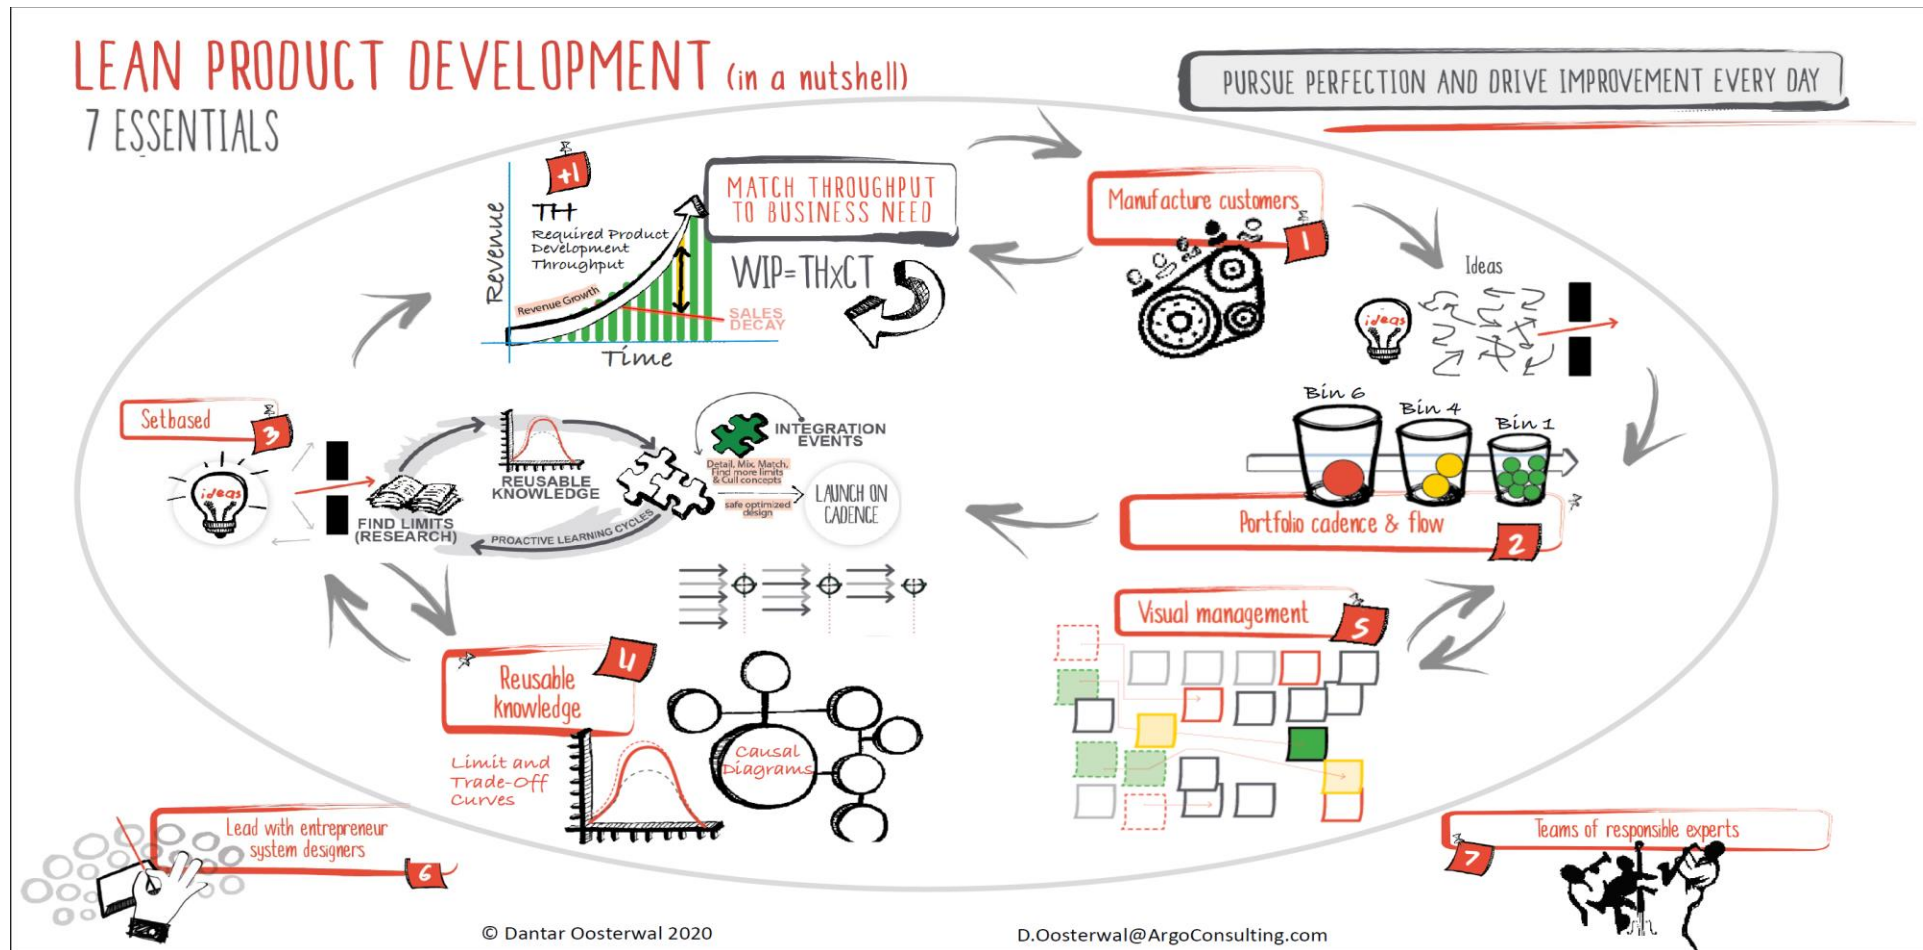 LEAN PRODUCT DEVELOPMENT (in a nutshell)
7 ESSENTIALS
PURSUE PERFECTION AND DRIVE IMPROVEMENT EVERY DAY
+1
TH
Required Product
Development
Throughput
Revenue
Revenue Growth
Time
SALES
DECAY
MATCH THROUGHPUT
TO BUSINESS NEED
WIP=THxCT
Manufacture customers
1
Ideas
ideas
Bin 6
Bin 4
Bin 1
Portfolio cadence & flow
2
Setbased
3
ideas
FIND LIMITS
(RESEARCH)
REUSABLE
KNOWLEDGE
PROACTIVE LEARNING CYCLES
INTEGRATION
EVENTS
Detail, Mix, Match,
Find more limits
& Cull concepts
safe optimized
design
LAUNCH ON
CADENCE
Reusable
knowledge
4
Limit and
Trade-Off
Curves
Causal
Diagrams
Visual management
5
Lead with entrepreneur
system designers
6
Teams of responsible experts
7
© Dantar Oosterwal 2020
D.Oosterwal@ArgoConsulting.com